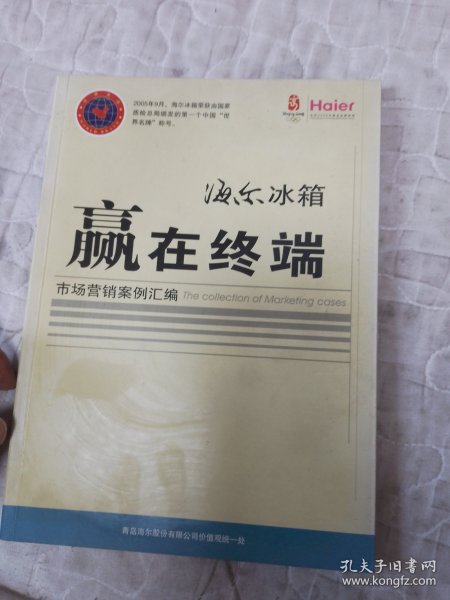 2005年9月，海尔冰箱荣获由国家
质检总局颁发的第一个中国“世
界名牌”称号。
Haier
海尔冰箱
赢在终端
市场营销案例汇编 The collection of Marketing cases
青岛海尔股份有限公司价值观统一处
孔夫子旧书网
www.kongfz.com